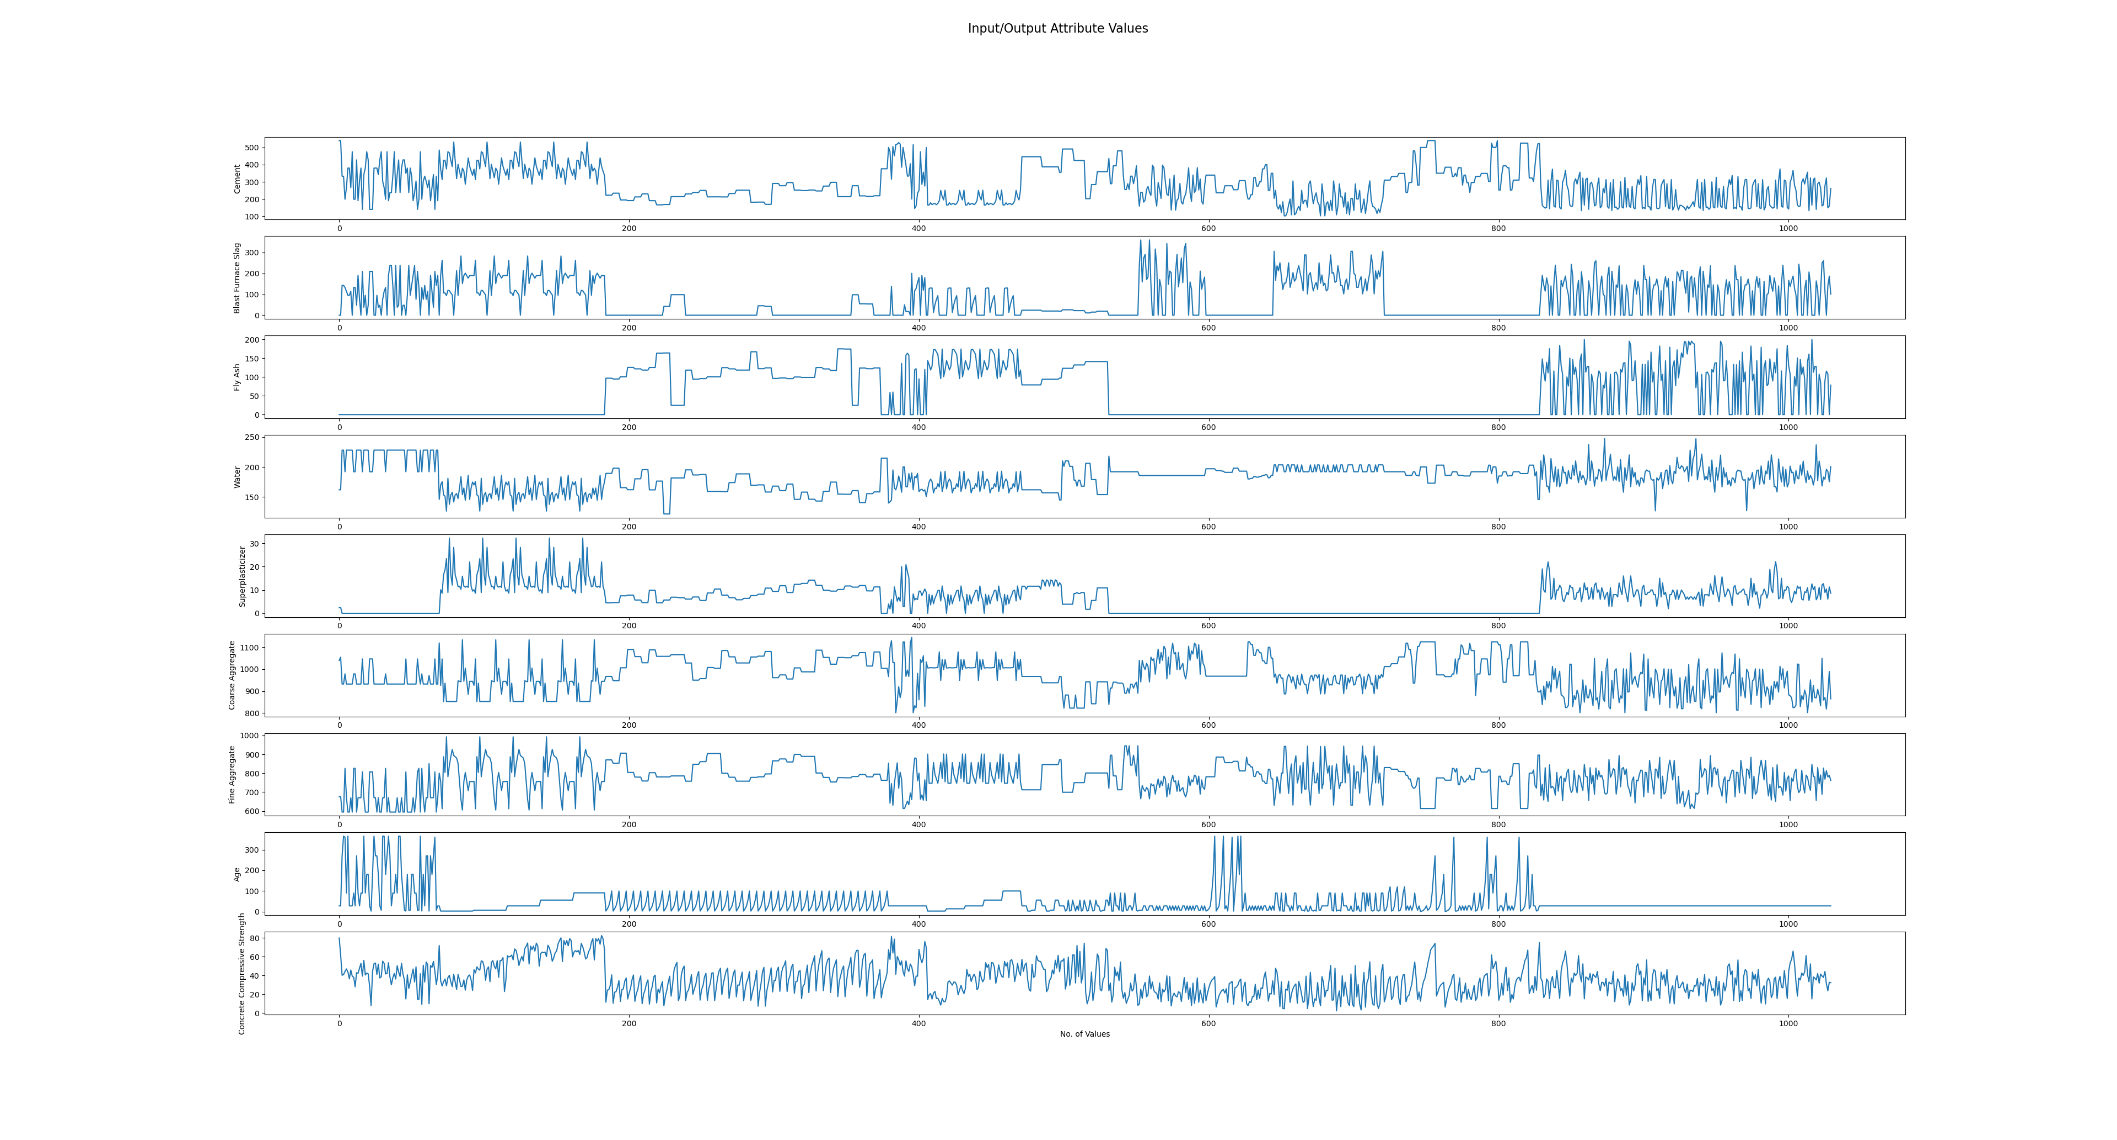 Input/Output Attribute Values
500
400
300
200
100
Cement
0 200 400 600 800 1000
300
200
100
0
Blast Furnace Slag
0 200 400 600 800 1000
200
150
100
50
0
Fly Ash
0 200 400 600 800 1000
250
200
150
Water
0 200 400 600 800 1000
30
20
10
0
Superplasticizer
0 200 400 600 800 1000
1100
1000
900
800
Coarse Aggregate
0 200 400 600 800 1000
1000
900
800
700
600
Fine Aggregate
0 200 400 600 800 1000
300
200
100
0
Age
0 200 400 600 800 1000
80
60
40
20
0
Concrete Compressive Strength
0 200 400 600 800 1000
No. of Values